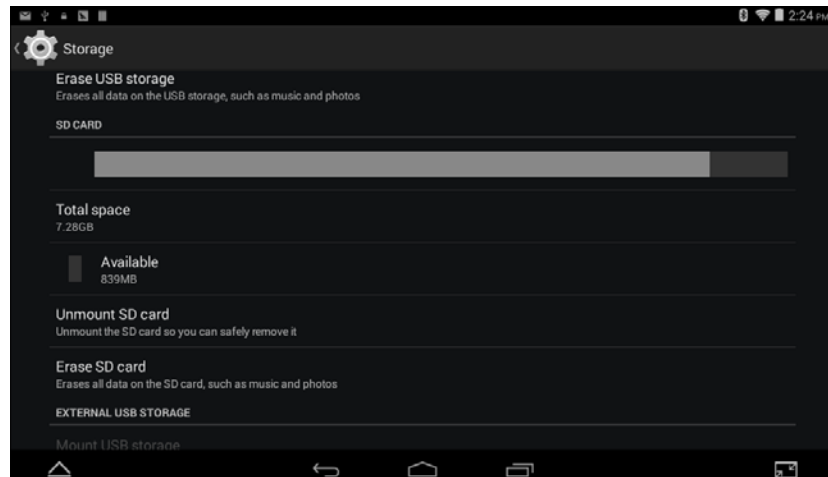 2:24 PM
Storage
Erase USB storage
Erases all data on the USB storage, such as music and photos
SD CARD
Total space
7.28GB
Available
839MB
Unmount SD card
Unmount the SD card so you can safely remove it
Erase SD card
Erases all data on the SD card, such as music and photos
EXTERNAL USB STORAGE
Mount USB storage